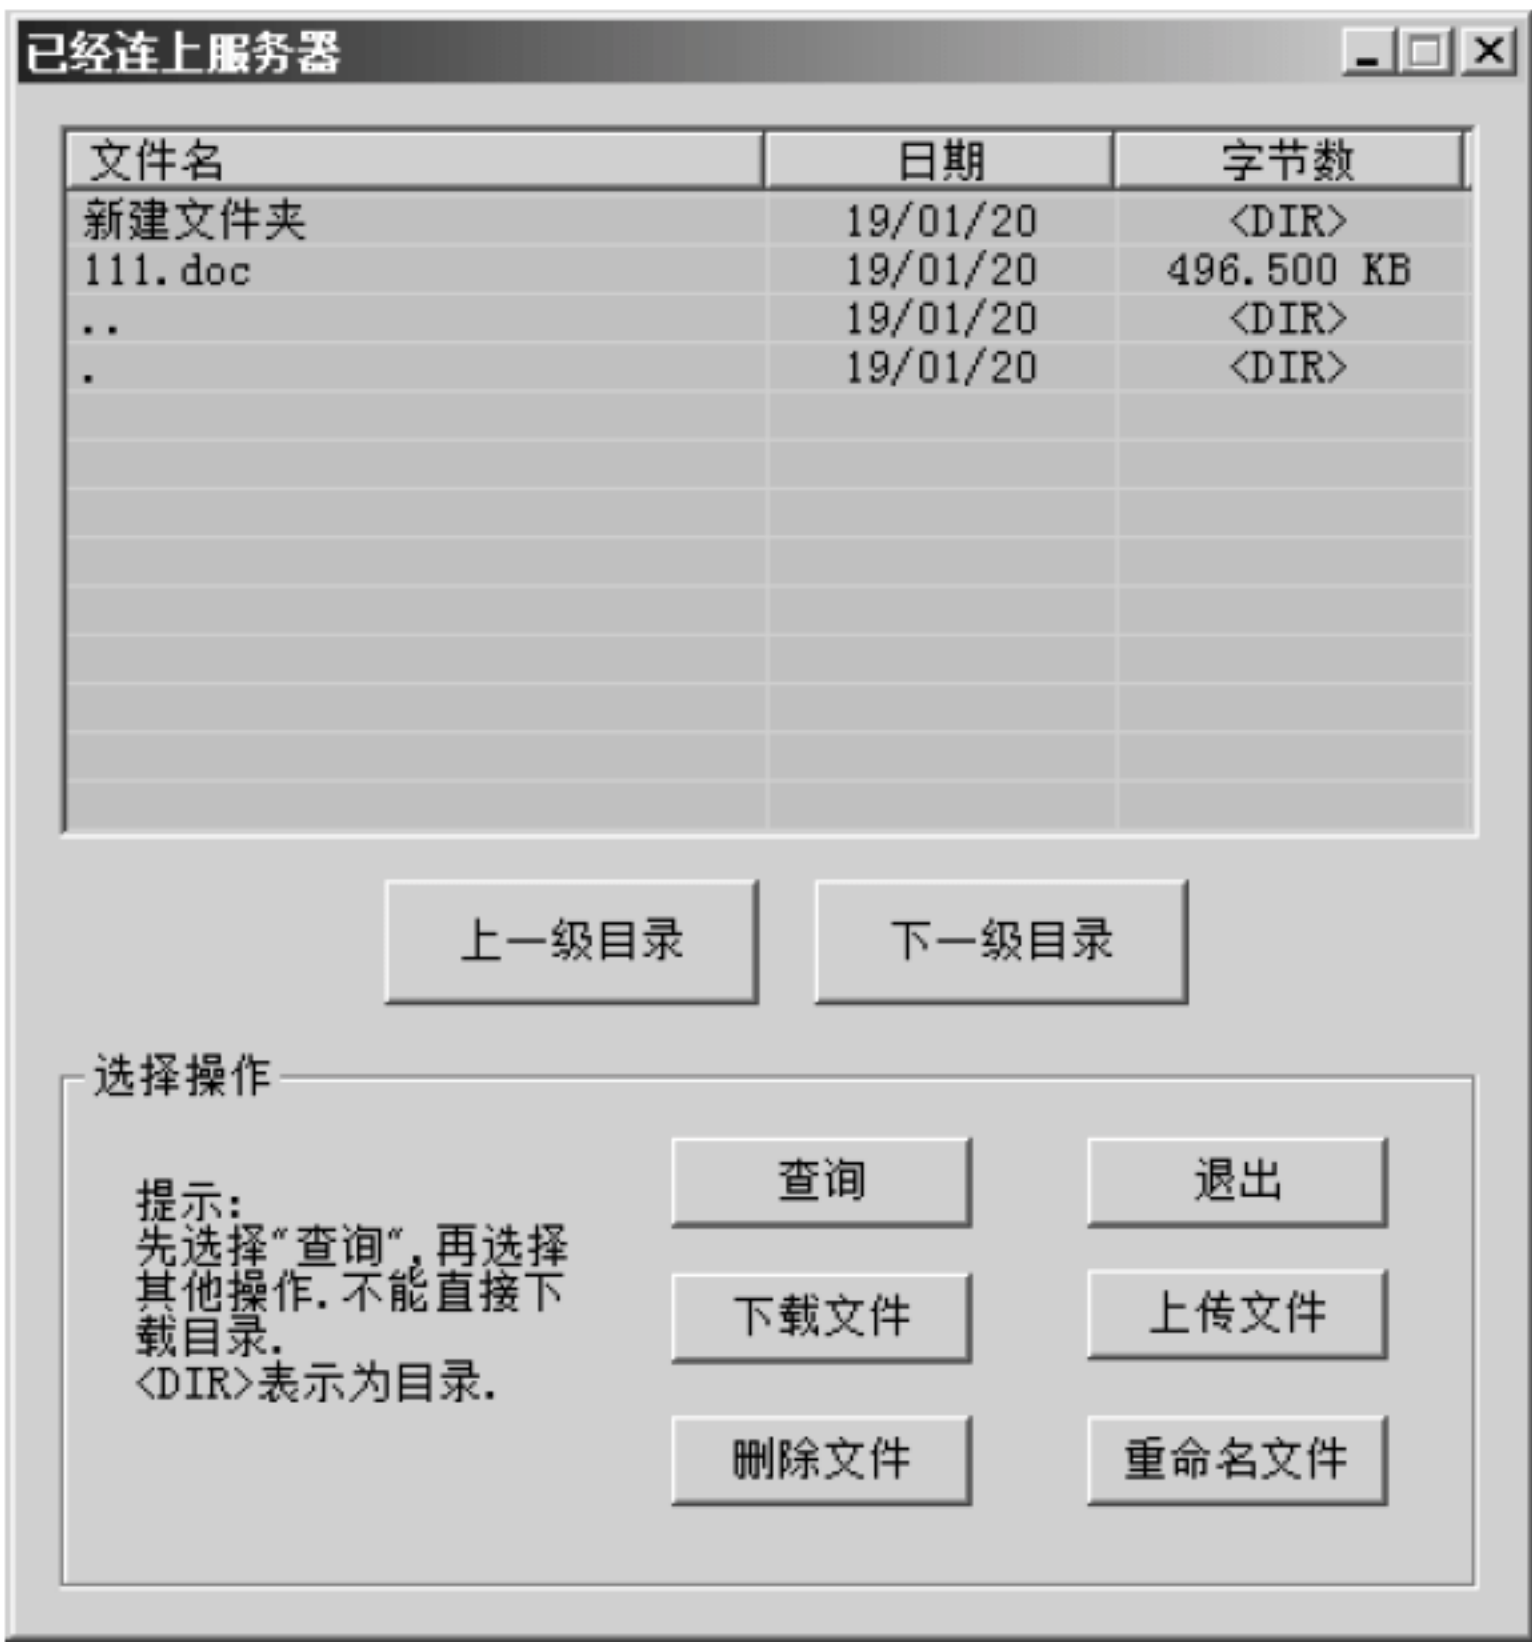 已经连上服务器
文件名 日期 字节数
新建文件夹 19/01/20 <DIR>
111.doc 19/01/20 496.500 KB
.. 19/01/20 <DIR>
. 19/01/20 <DIR>
上一级目录 下一级目录
选择操作
提示:
先选择"查询",再选择
其他操作.不能直接下
载目录.
<DIR>表示为目录.
查询 退出
下载文件 上传文件
删除文件 重命名文件